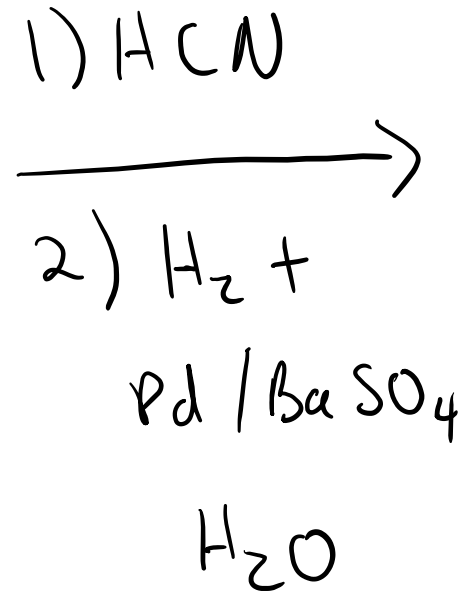 1) HCN
2) H₂ +
Pd/BaSO₄
H₂O